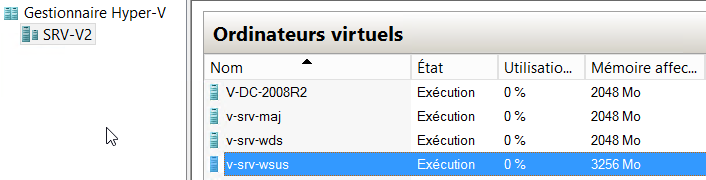 Gestionnaire Hyper-V
SRV-V2
Ordinateurs virtuels
Nom État Utilisatio... Mémoire affec...
V-DC-2008R2 Exécution 0 % 2048 Mo
v-srv-maj Exécution 0 % 2048 Mo
v-srv-wds Exécution 0 % 2048 Mo
v-srv-wsus Exécution 0 % 3256 Mo